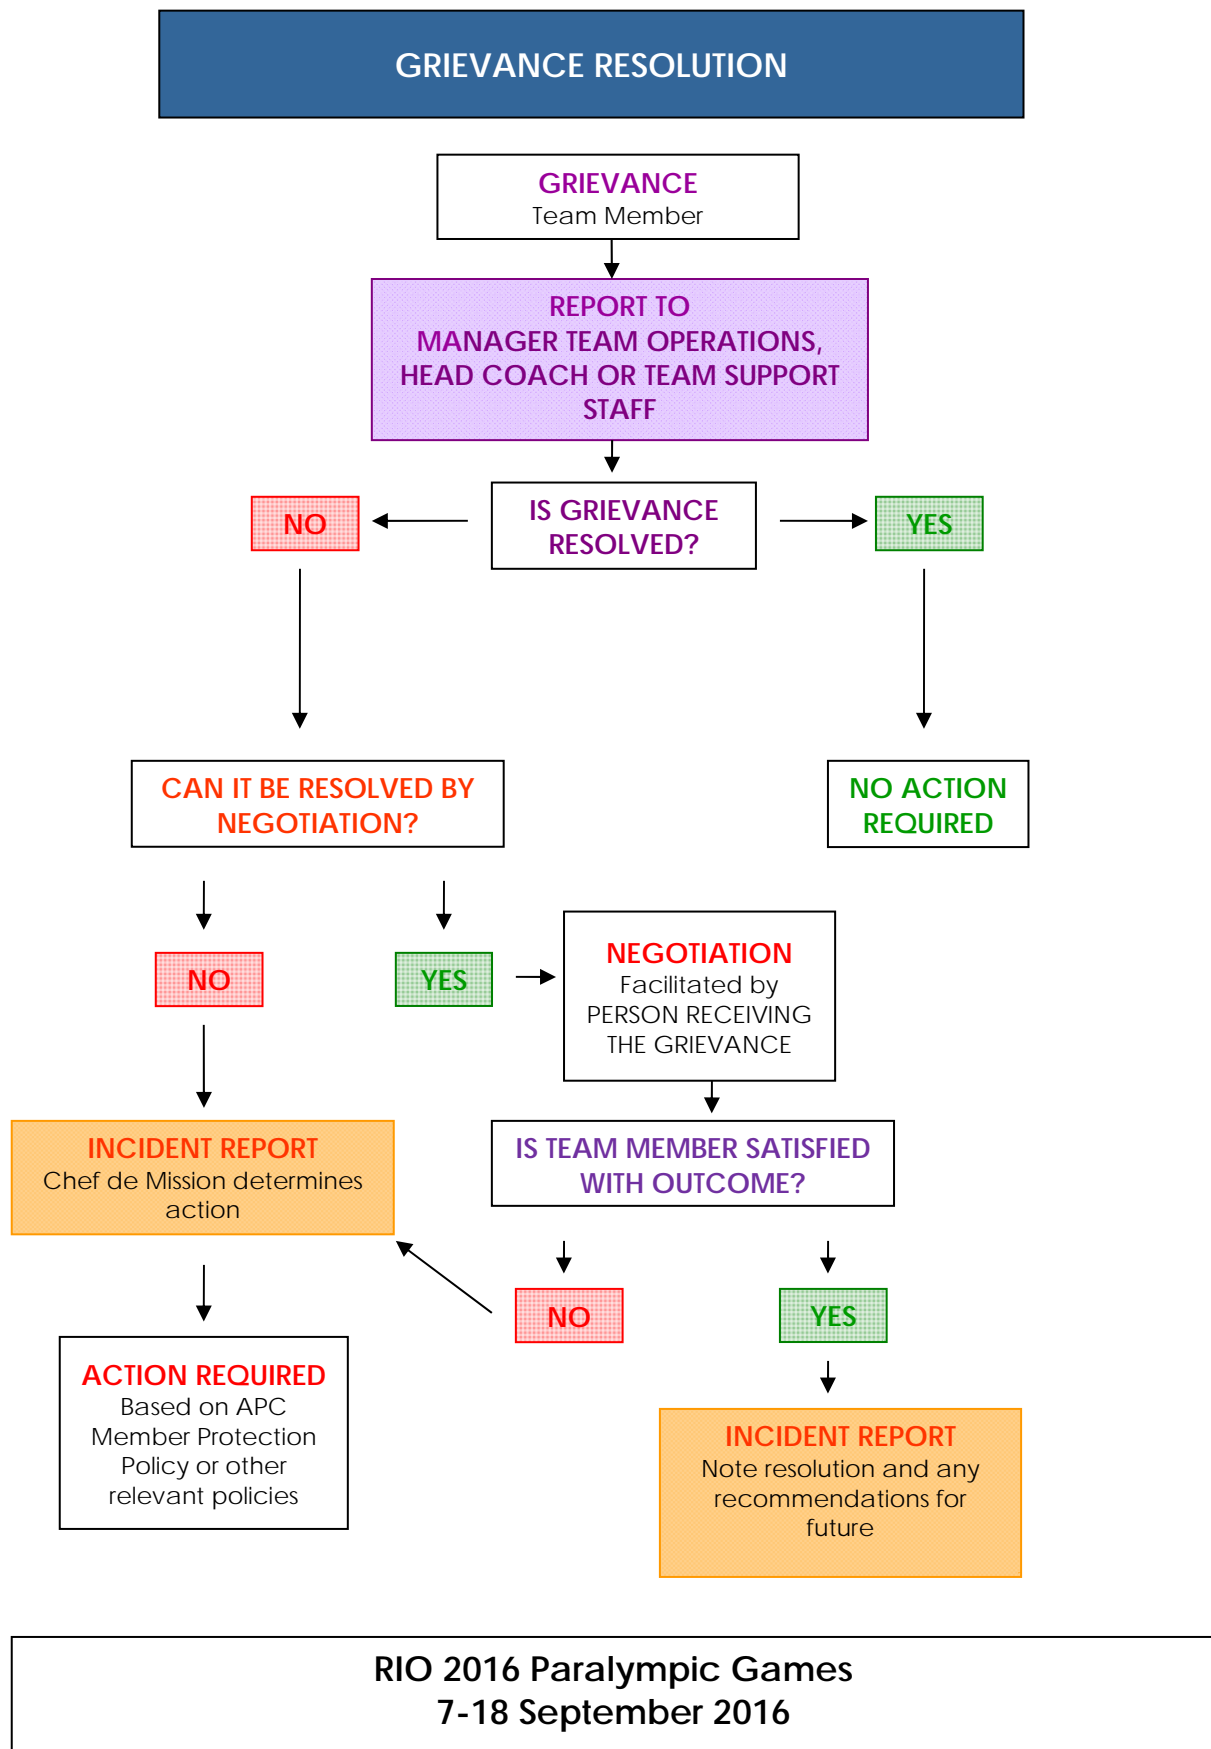 GRIEVANCE RESOLUTION
GRIEVANCE
Team Member
REPORT TO
MANAGER TEAM OPERATIONS,
HEAD COACH OR TEAM SUPPORT
STAFF
NO
IS GRIEVANCE
RESOLVED?
YES
CAN IT BE RESOLVED BY
NEGOTIATION?
NO ACTION
REQUIRED
NO
YES
NEGOTIATION
Facilitated by
PERSON RECEIVING
THE GRIEVANCE
INCIDENT REPORT
Chef de Mission determines
action
IS TEAM MEMBER SATISFIED
WITH OUTCOME?
NO
YES
ACTION REQUIRED
Based on APC
Member Protection
Policy or other
relevant policies
INCIDENT REPORT
Note resolution and any
recommendations for
future
RIO 2016 Paralympic Games
7-18 September 2016